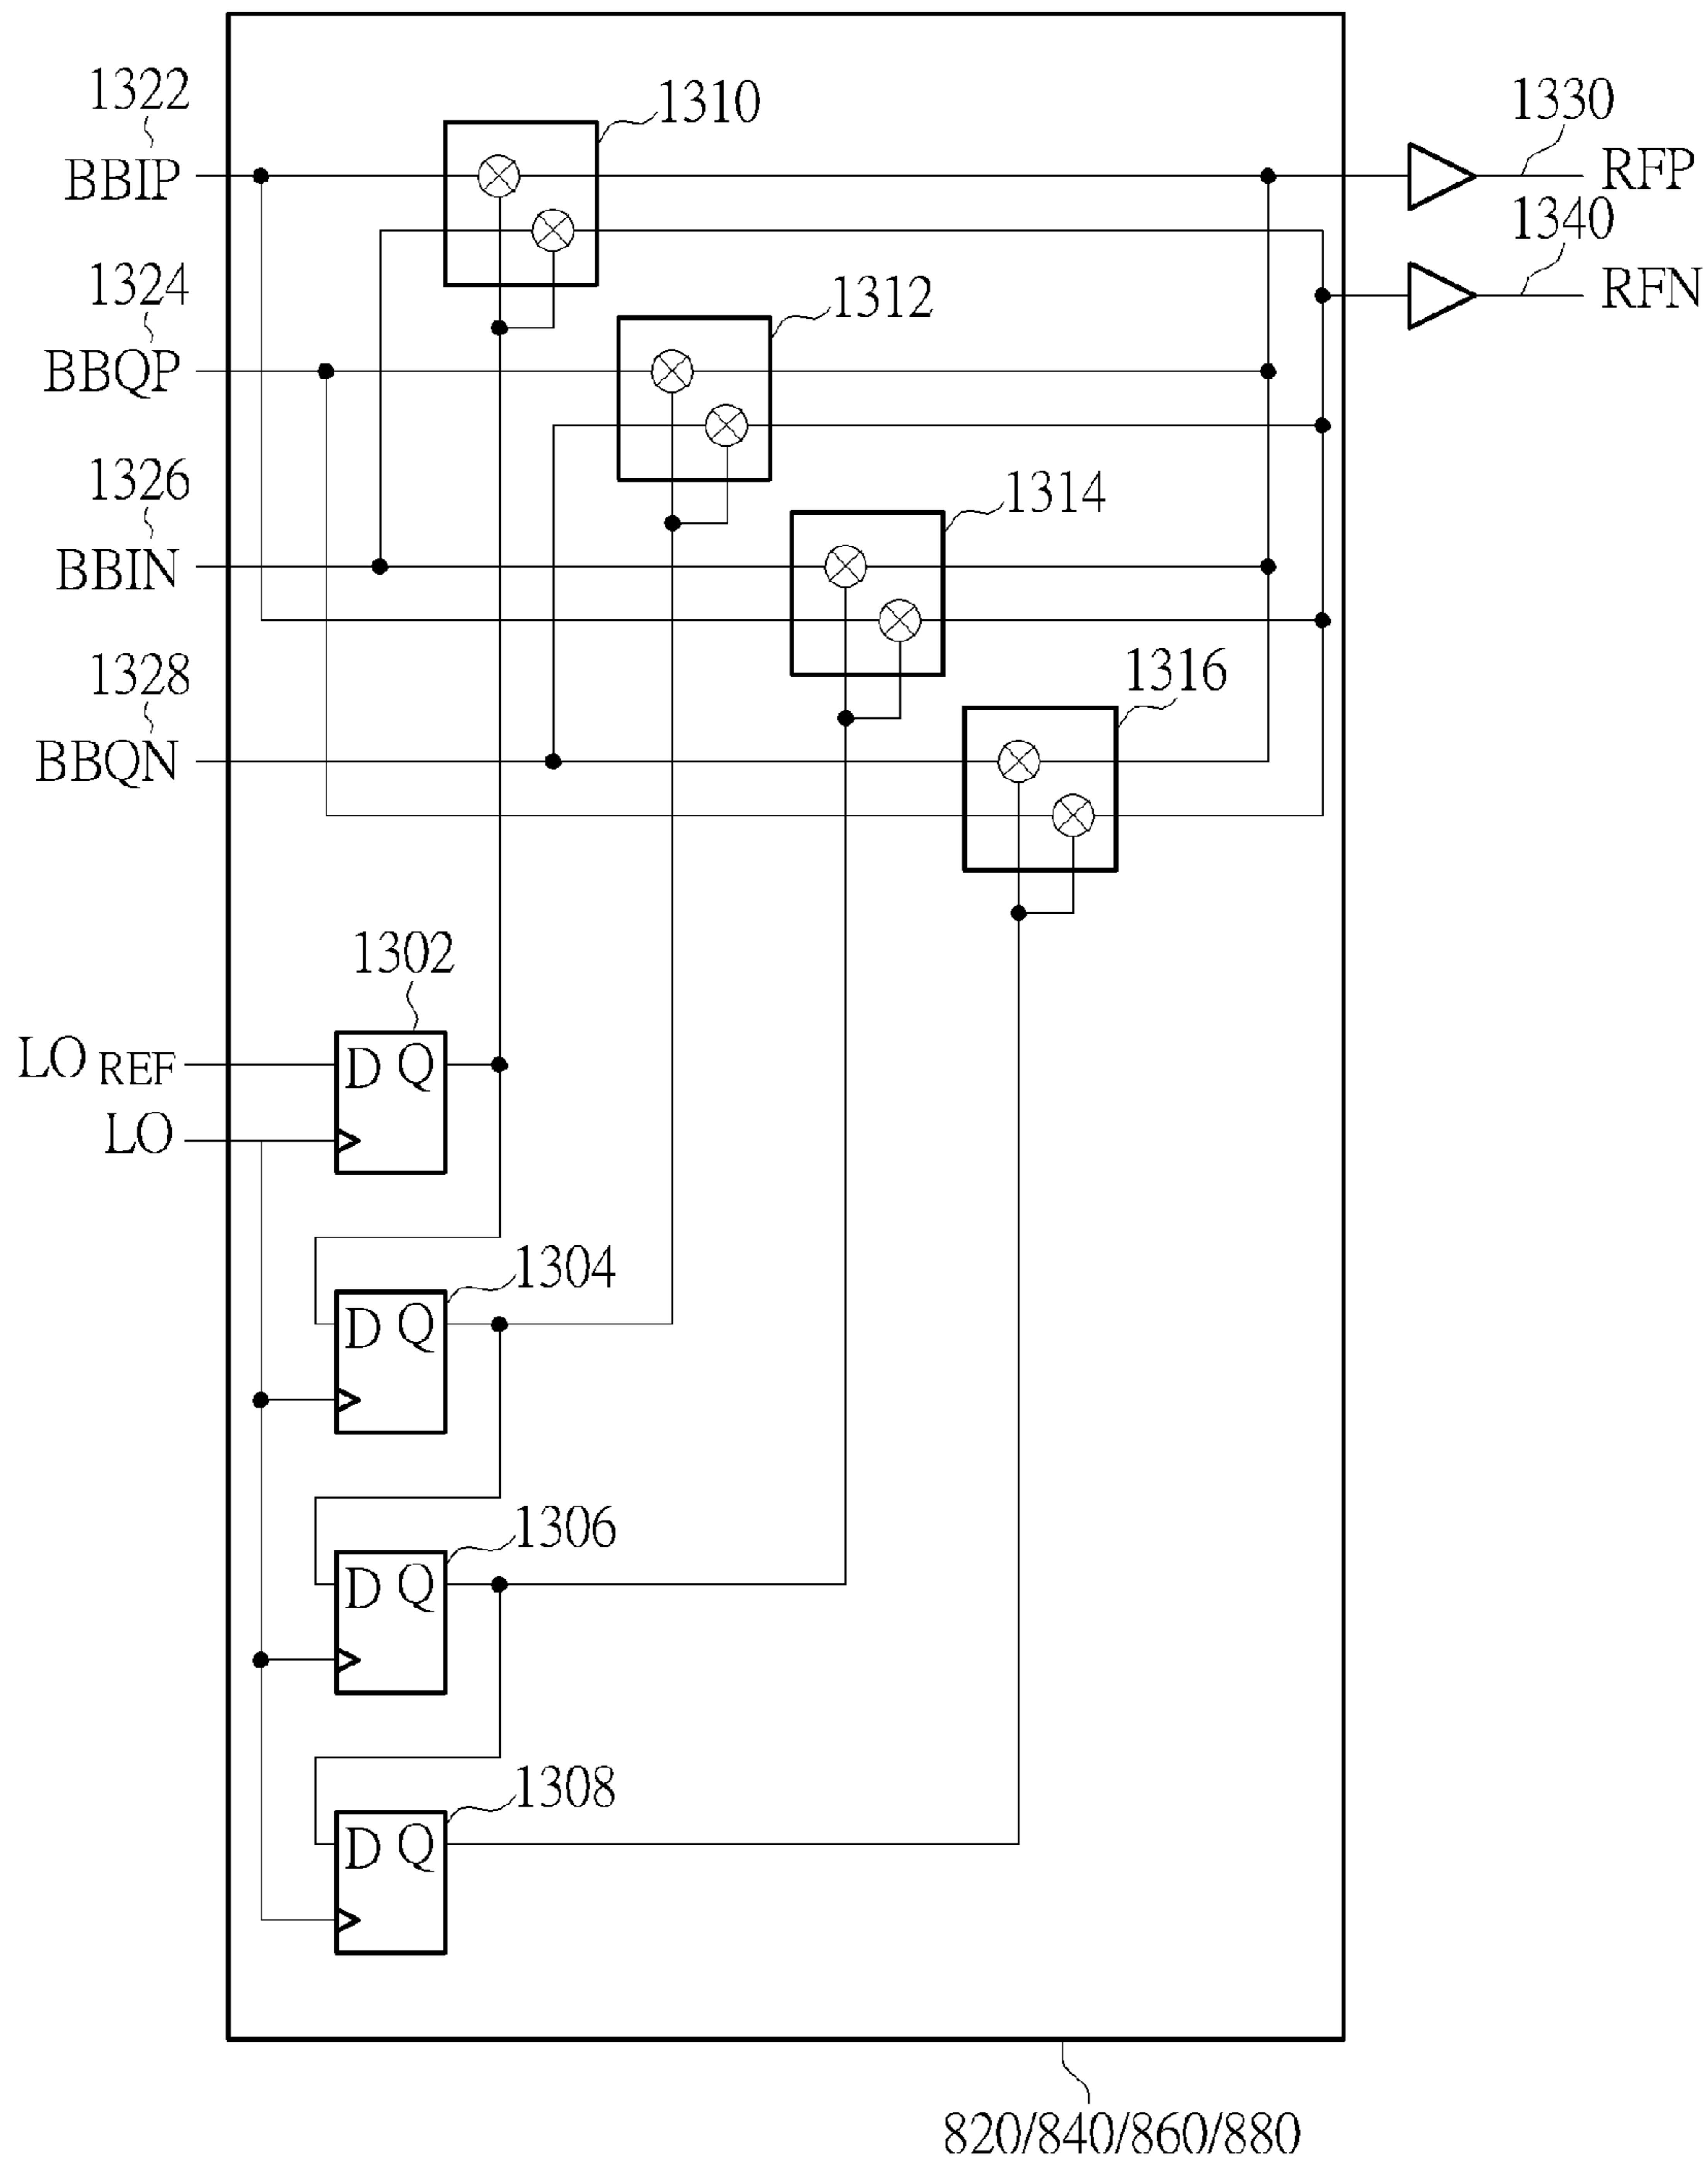 1322
BBIP
1310
1330
RFP
1340
RFN
1324
BBQP
1312
1326
BBIN
1314
1328
BBQN
1316
1302
LO REF
D Q
LO
1304
D Q
1306
D Q
1308
D Q
820/840/860/880